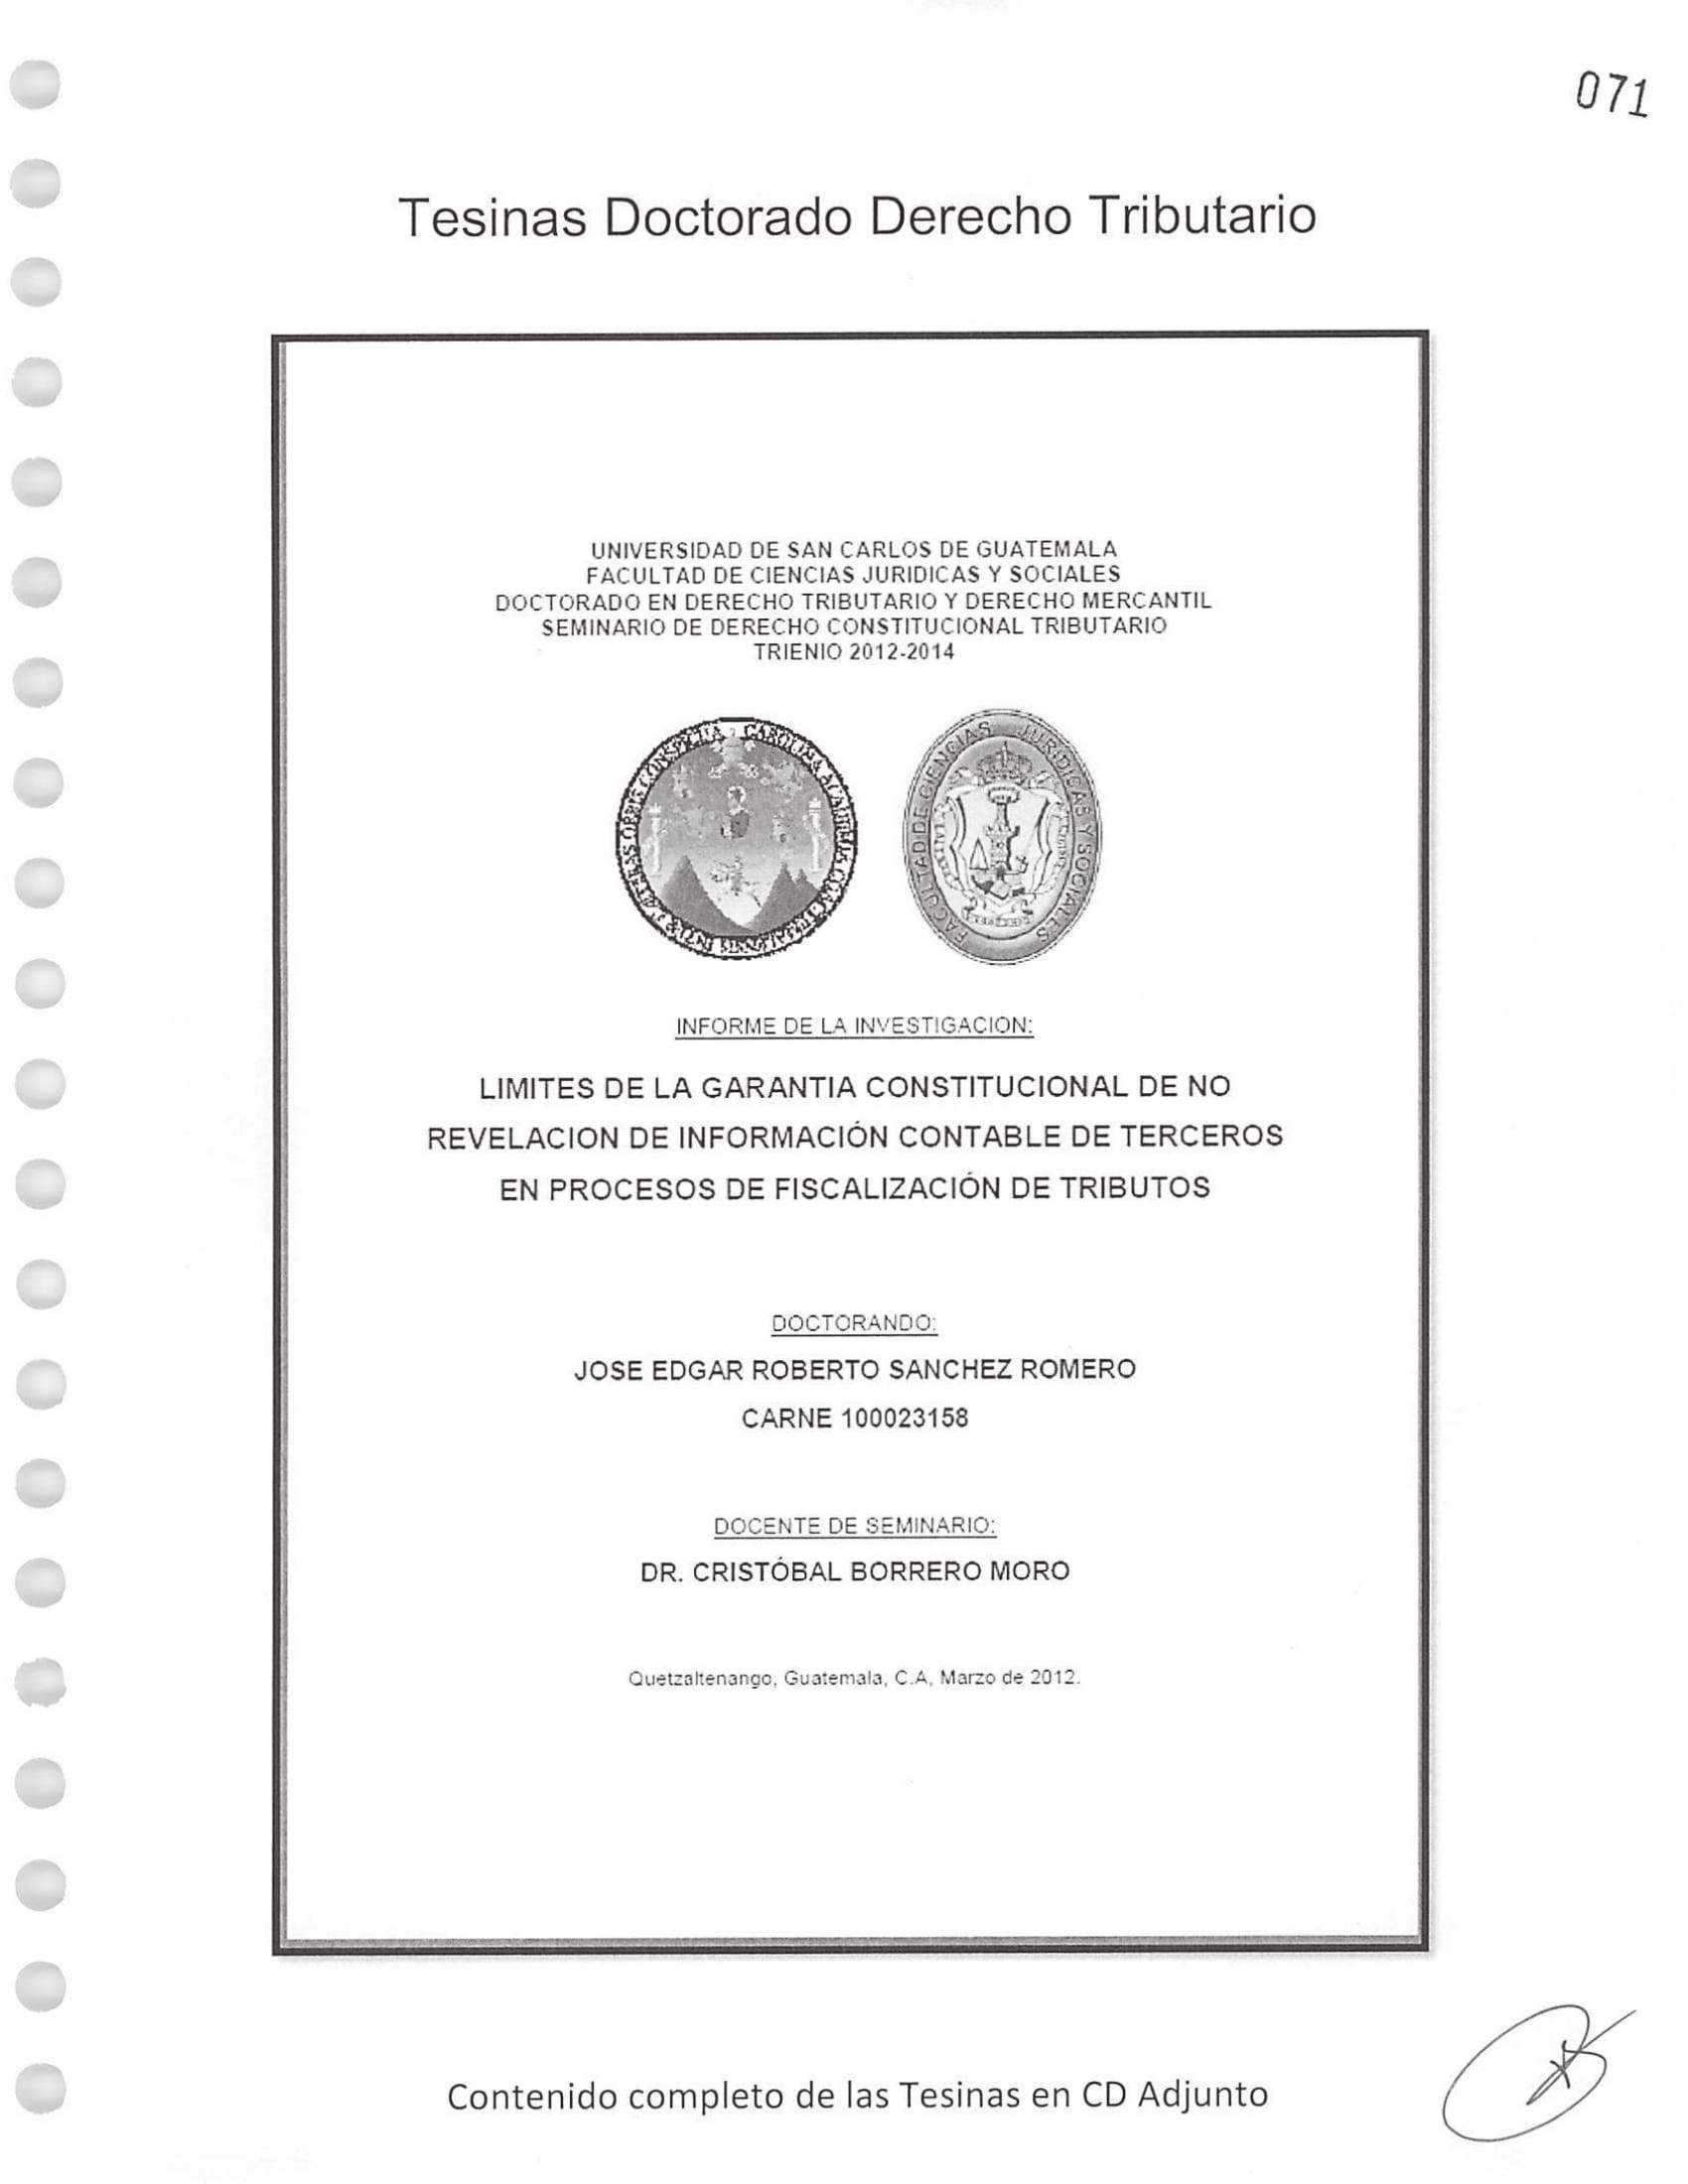 071
Tesinas Doctorado Derecho Tributario
UNIVERSIDAD DE SAN CARLOS DE GUATEMALA
FACULTAD DE CIENCIAS JURIDICAS Y SOCIALES
DOCTORADO EN DERECHO TRIBUTARIO Y DERECHO MERCANTIL
SEMINARIO DE DERECHO CONSTITUCIONAL TRIBUTARIO
TRIENIO 2012-2014
FACULTAD DE CIENCIAS JURIDICAS Y SOCIALES
INFORME DE LA INVESTIGACION:
LIMITES DE LA GARANTIA CONSTITUCIONAL DE NO
REVELACION DE INFORMACIÓN CONTABLE DE TERCEROS
EN PROCESOS DE FISCALIZACIÓN DE TRIBUTOS
DOCTORANDO:
JOSE EDGAR ROBERTO SANCHEZ ROMERO
CARNE 100023158
DOCENTE DE SEMINARIO:
DR. CRISTÓBAL BORRERO MORO
Quetzaltenango, Guatemala, C.A, Marzo de 2012.
Contenido completo de las Tesinas en CD Adjunto